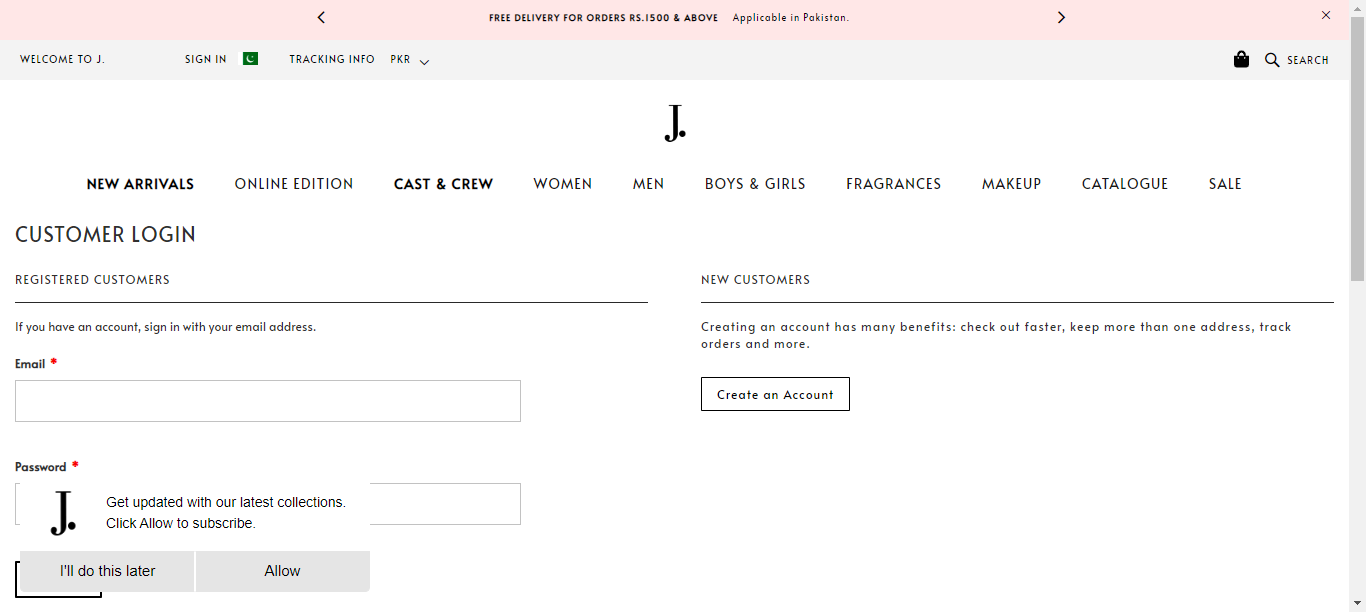 FREE DELIVERY FOR ORDERS RS.1500 & ABOVE Applicable in Pakistan.
WELCOME TO J. SIGN IN TRACKING INFO PKR SEARCH
J.
NEW ARRIVALS ONLINE EDITION CAST & CREW WOMEN MEN BOYS & GIRLS FRAGRANCES MAKEUP CATALOGUE SALE
CUSTOMER LOGIN
REGISTERED CUSTOMERS
If you have an account, sign in with your email address.
Email *
Password *
NEW CUSTOMERS
Creating an account has many benefits: check out faster, keep more than one address, track
orders and more.
Create an Account
J.
Get updated with our latest collections.
Click Allow to subscribe.
I'll do this later Allow